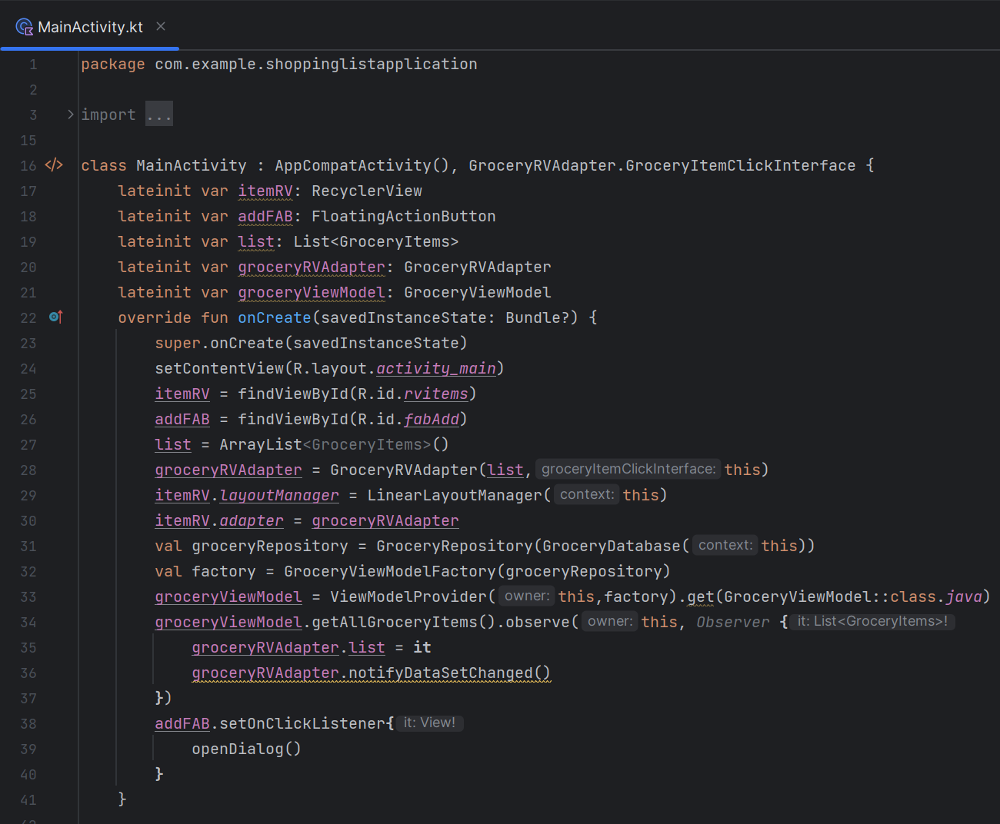 MainActivity.kt
1 package com.example.shoppinglistapplication
2
3 import ...
15
16 class MainActivity : AppCompatActivity(), GroceryRVAdapter.GroceryItemClickInterface {
17 lateinit var itemRV: RecyclerView
18 lateinit var addFAB: FloatingActionButton
19 lateinit var list: List<GroceryItems>
20 lateinit var groceryRVAdapter: GroceryRVAdapter
21 lateinit var groceryViewModel: GroceryViewModel
22 override fun onCreate(savedInstanceState: Bundle?) {
23 super.onCreate(savedInstanceState)
24 setContentView(R.layout.activity_main)
25 itemRV = findViewById(R.id.rvitems)
26 addFAB = findViewById(R.id.fabAdd)
27 list = ArrayList<GroceryItems>()
28 groceryRVAdapter = GroceryRVAdapter(list, groceryItemClickInterface: this)
29 itemRV.layoutManager = LinearLayoutManager( context: this)
30 itemRV.adapter = groceryRVAdapter
31 val groceryRepository = GroceryRepository(GroceryDatabase( context: this))
32 val factory = GroceryViewModelFactory(groceryRepository)
33 groceryViewModel = ViewModelProvider( owner: this,factory).get(GroceryViewModel::class.java)
34 groceryViewModel.getAllGroceryItems().observe( owner: this, Observer { it: List<GroceryItems>!
35 groceryRVAdapter.list = it
36 groceryRVAdapter.notifyDataSetChanged()
37 })
38 addFAB.setOnClickListener{ it: View!
39 openDialog()
40 }
41 }